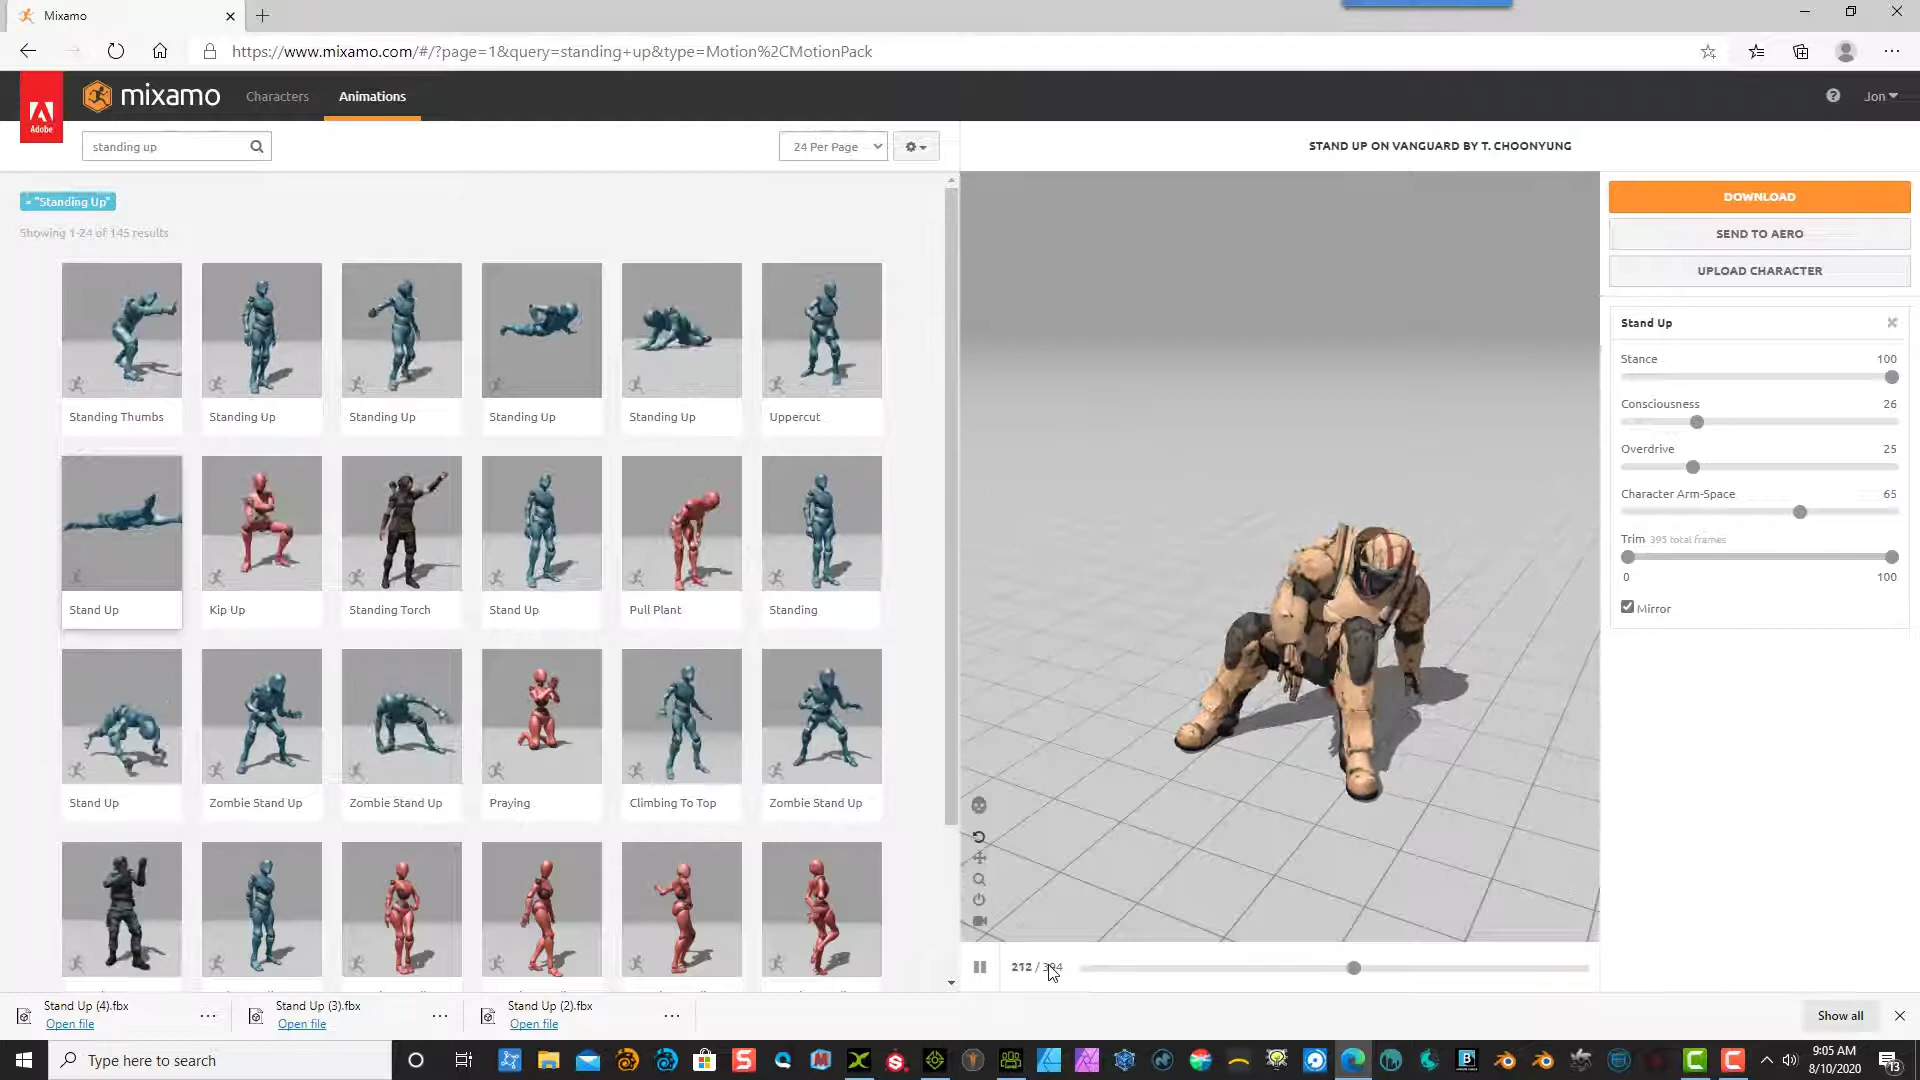 Mixamo
https://www.mixamo.com/#/?page=1&query=standing+up&type=Motion%2CMotionPack
Adobe
mixamo
Characters
Animations
Jon
standing up
24 Per Page
STAND UP ON VANGUARD BY T. CHOONYUNG
"Standing Up"
Showing 1-24 of 145 results
Standing Thumbs
Standing Up
Standing Up
Standing Up
Standing Up
Uppercut
Stand Up
Kip Up
Standing Torch
Stand Up
Pull Plant
Standing
Stand Up
Zombie Stand Up
Zombie Stand Up
Praying
Climbing To Top
Zombie Stand Up
DOWNLOAD
SEND TO AERO
UPLOAD CHARACTER
Stand Up
Stance 100
Consciousness 26
Overdrive 25
Character Arm-Space 65
Trim 395 total frames
0 100
Mirror
212 / 394
Stand Up (4).fbx
Open file
Stand Up (3).fbx
Open file
Stand Up (2).fbx
Open file
Show all
Type here to search
9:05 AM
8/10/2020
13